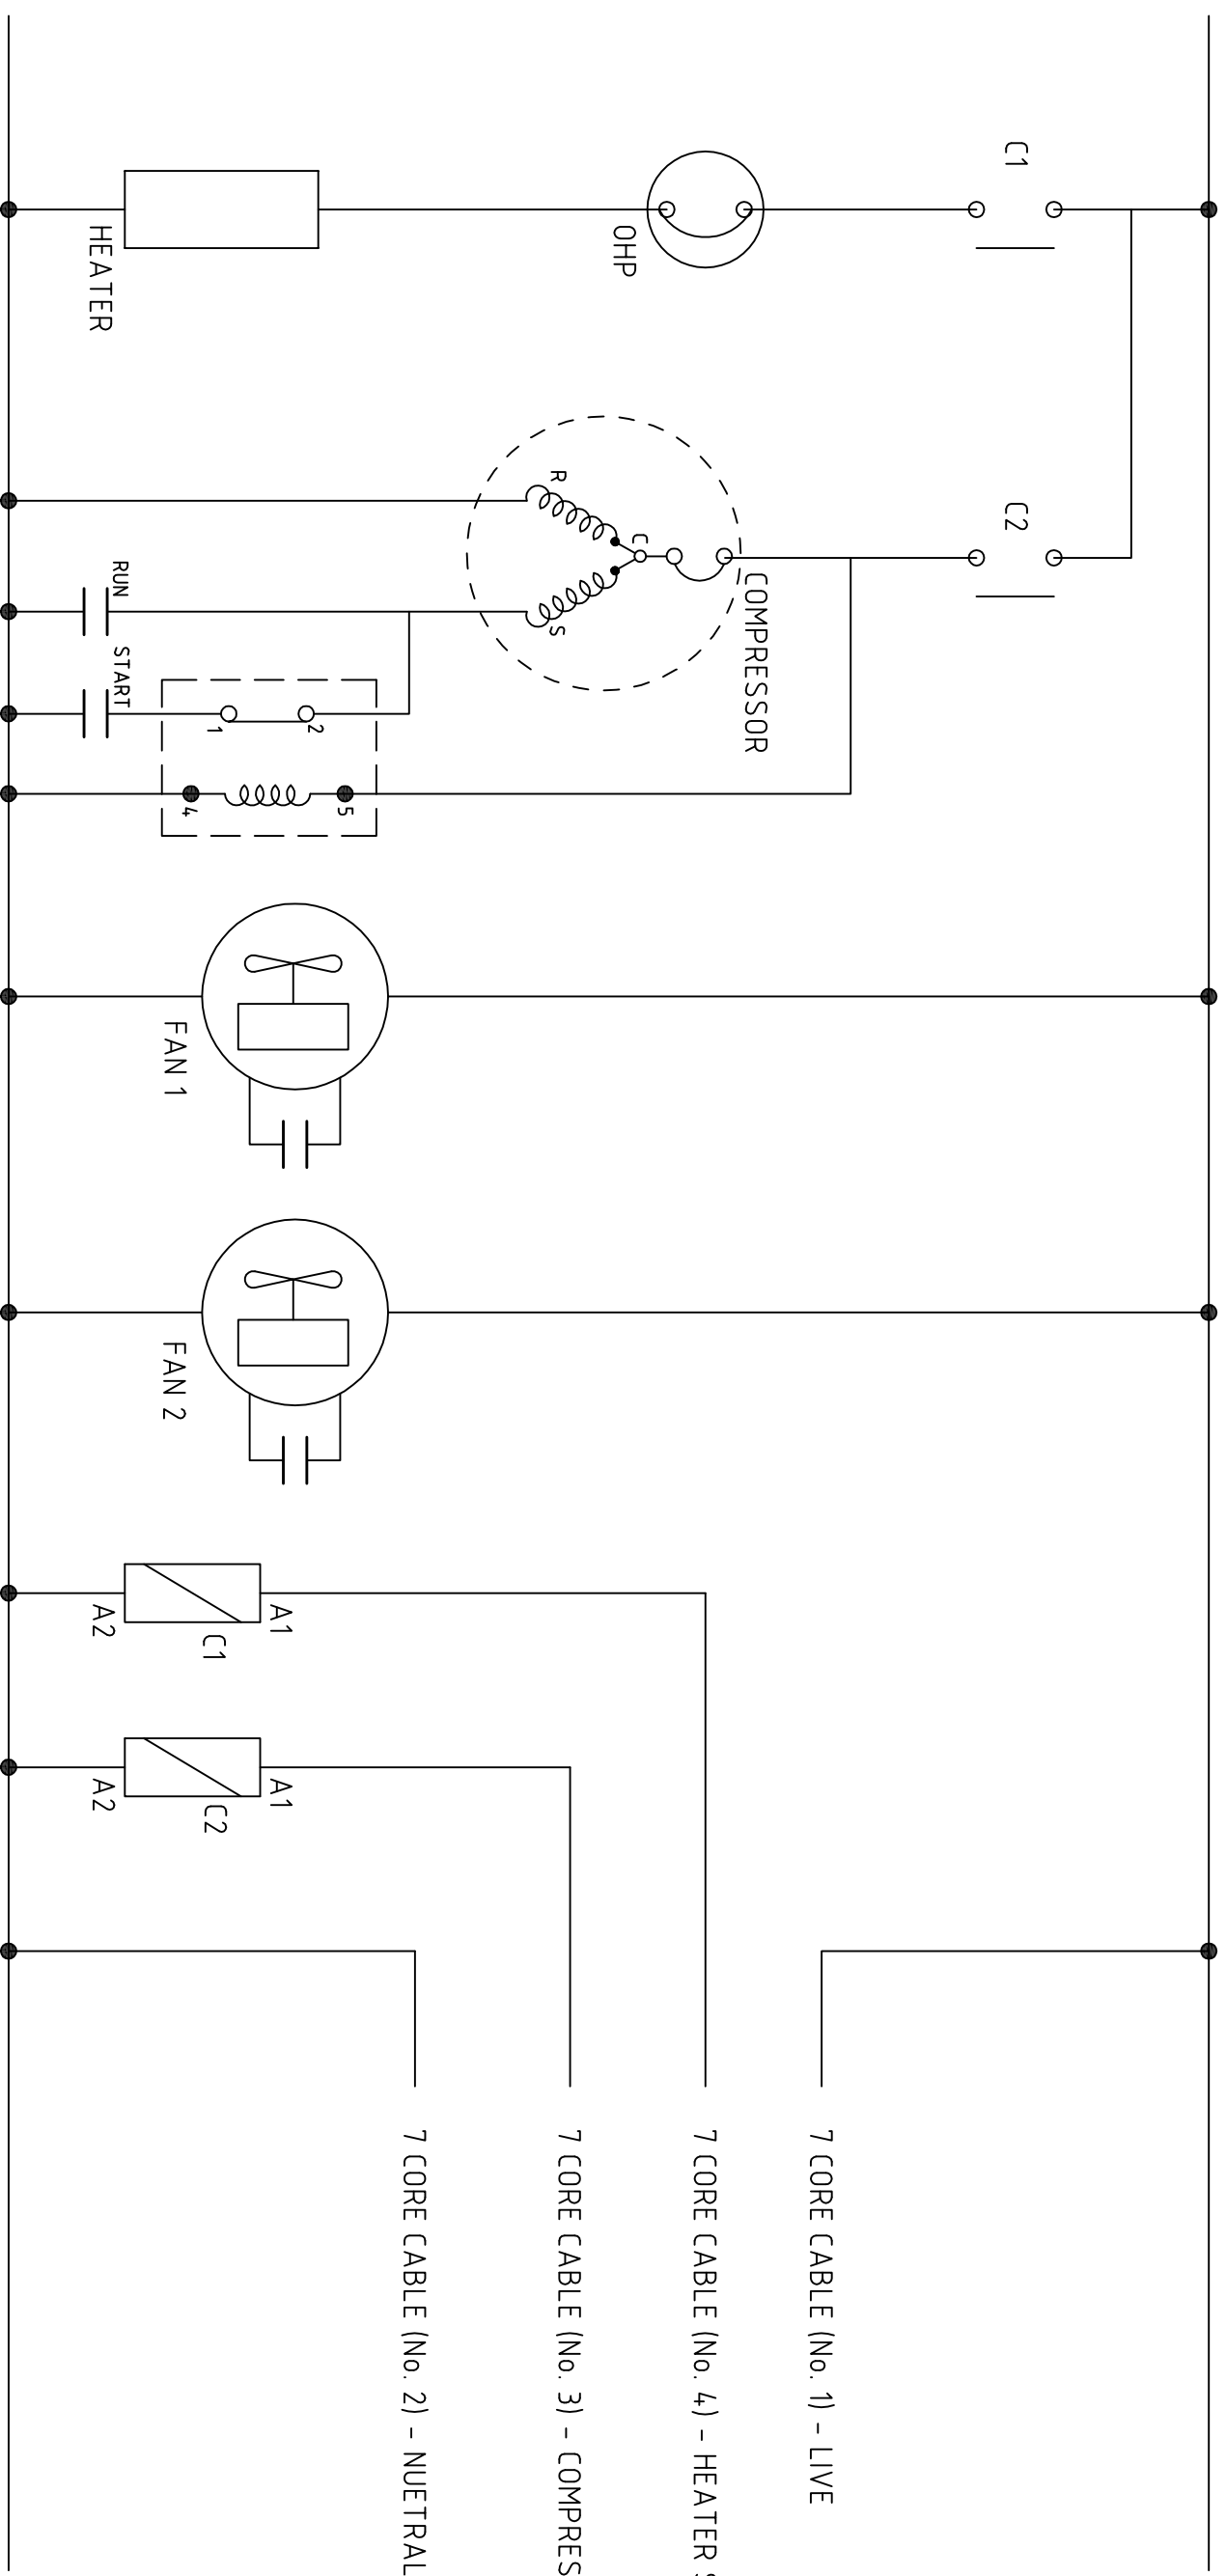 C1
OHP
HEATER
C2
COMPRESSOR
R
C
S
RUN
START
1
2
4
5
FAN 1
FAN 2
A1
C1
A2
A1
C2
A2
7 CORE CABLE (No. 1) - LIVE
7 CORE CABLE (No. 4) - HEATER
7 CORE CABLE (No. 3) - COMPRES
7 CORE CABLE (No. 2) - NUETRAL